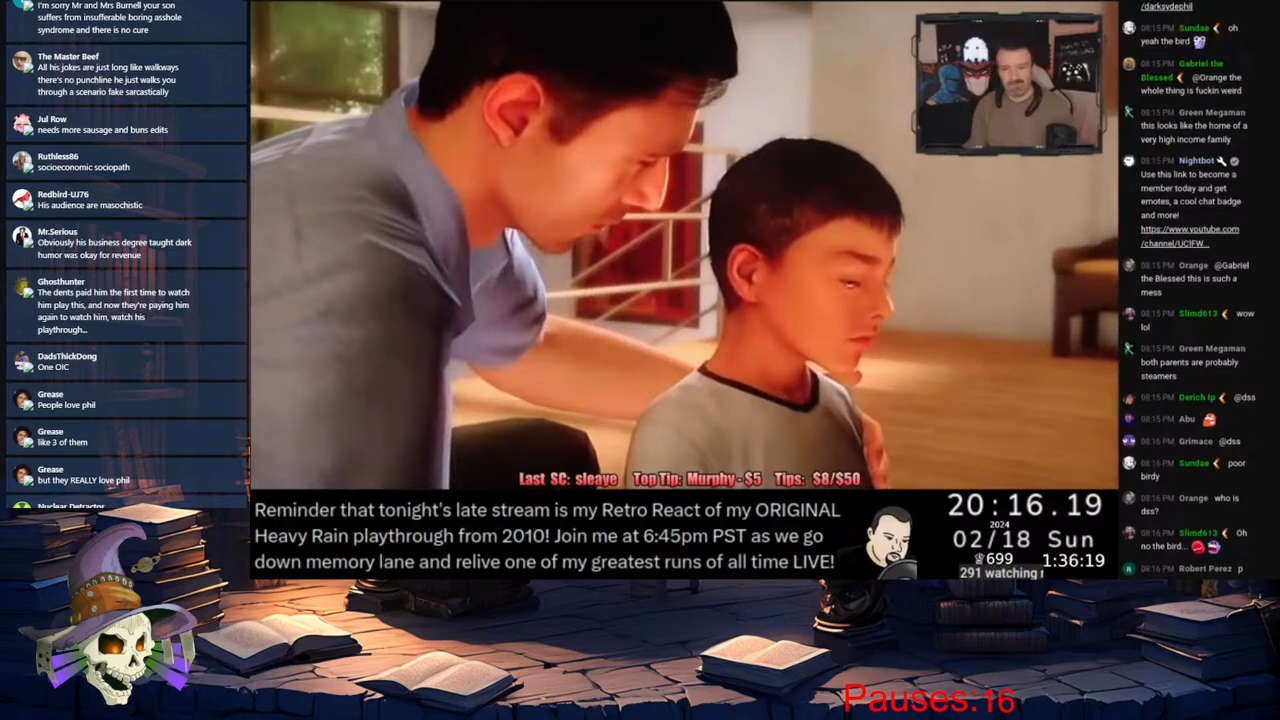 I'm sorry Mr and Mrs Burnell your son
suffers from insufferable boring asshole
syndrome and there is no cure
The Master Beef
All his jokes are just long like walkways
there's no punchline he just walks you
through a scenario fake sarcastically
Jul Row
needs more sausage and buns edits
Ruthless86
socioeconomic sociopath
Redbird-UJ76
His audience are masochistic
Mr.Serious
Obviously his business degree taught dark
humor was okay for revenue
Ghosthunter
The dents paid him the first time to watch
him play this, and now they're paying him
again to watch him, watch his
playthrough...
DadsThickDong
One OIC
Grease
People love phil
Grease
like 3 of them
Grease
but they REALLY love phil
Nuclear Detractor
Last SC: sleaye Top Tip: Murphy - $5 Tips: $8/$50
Reminder that tonight's late stream is my Retro React of my ORIGINAL
Heavy Rain playthrough from 2010! Join me at 6:45pm PST as we go
down memory lane and relive one of my greatest runs of all time LIVE!
20:16.19
2024
02/18 Sun
699
1:36:19
291 watching
/darksydephil
08:15 PM Sundae oh
yeah the bird
08:15 PM Gabriel the
Blessed @Orange the
whole thing is fuckin weird
08:15 PM Green Megaman
this looks like the home of a
very high income family
08:15 PM Nightbot
Use this link to become a
member today and get
emotes, a cool chat badge
and more!
https://www.youtube.com
/channel/UClFW...
08:15 PM Orange @Gabriel
the Blessed this is such a
mess
08:15 PM Slimd613 wow
lol
08:15 PM Green Megaman
both parents are probably
steamers
08:15 PM Derich Ip @dss
08:15 PM Abu
08:16 PM Grimace @dss
08:16 PM Sundae poor
birdy
08:16 PM Orange who is
dss?
08:16 PM Slimd613 Oh
no the bird...
08:16 PM Robert Perez p
Pauses:16